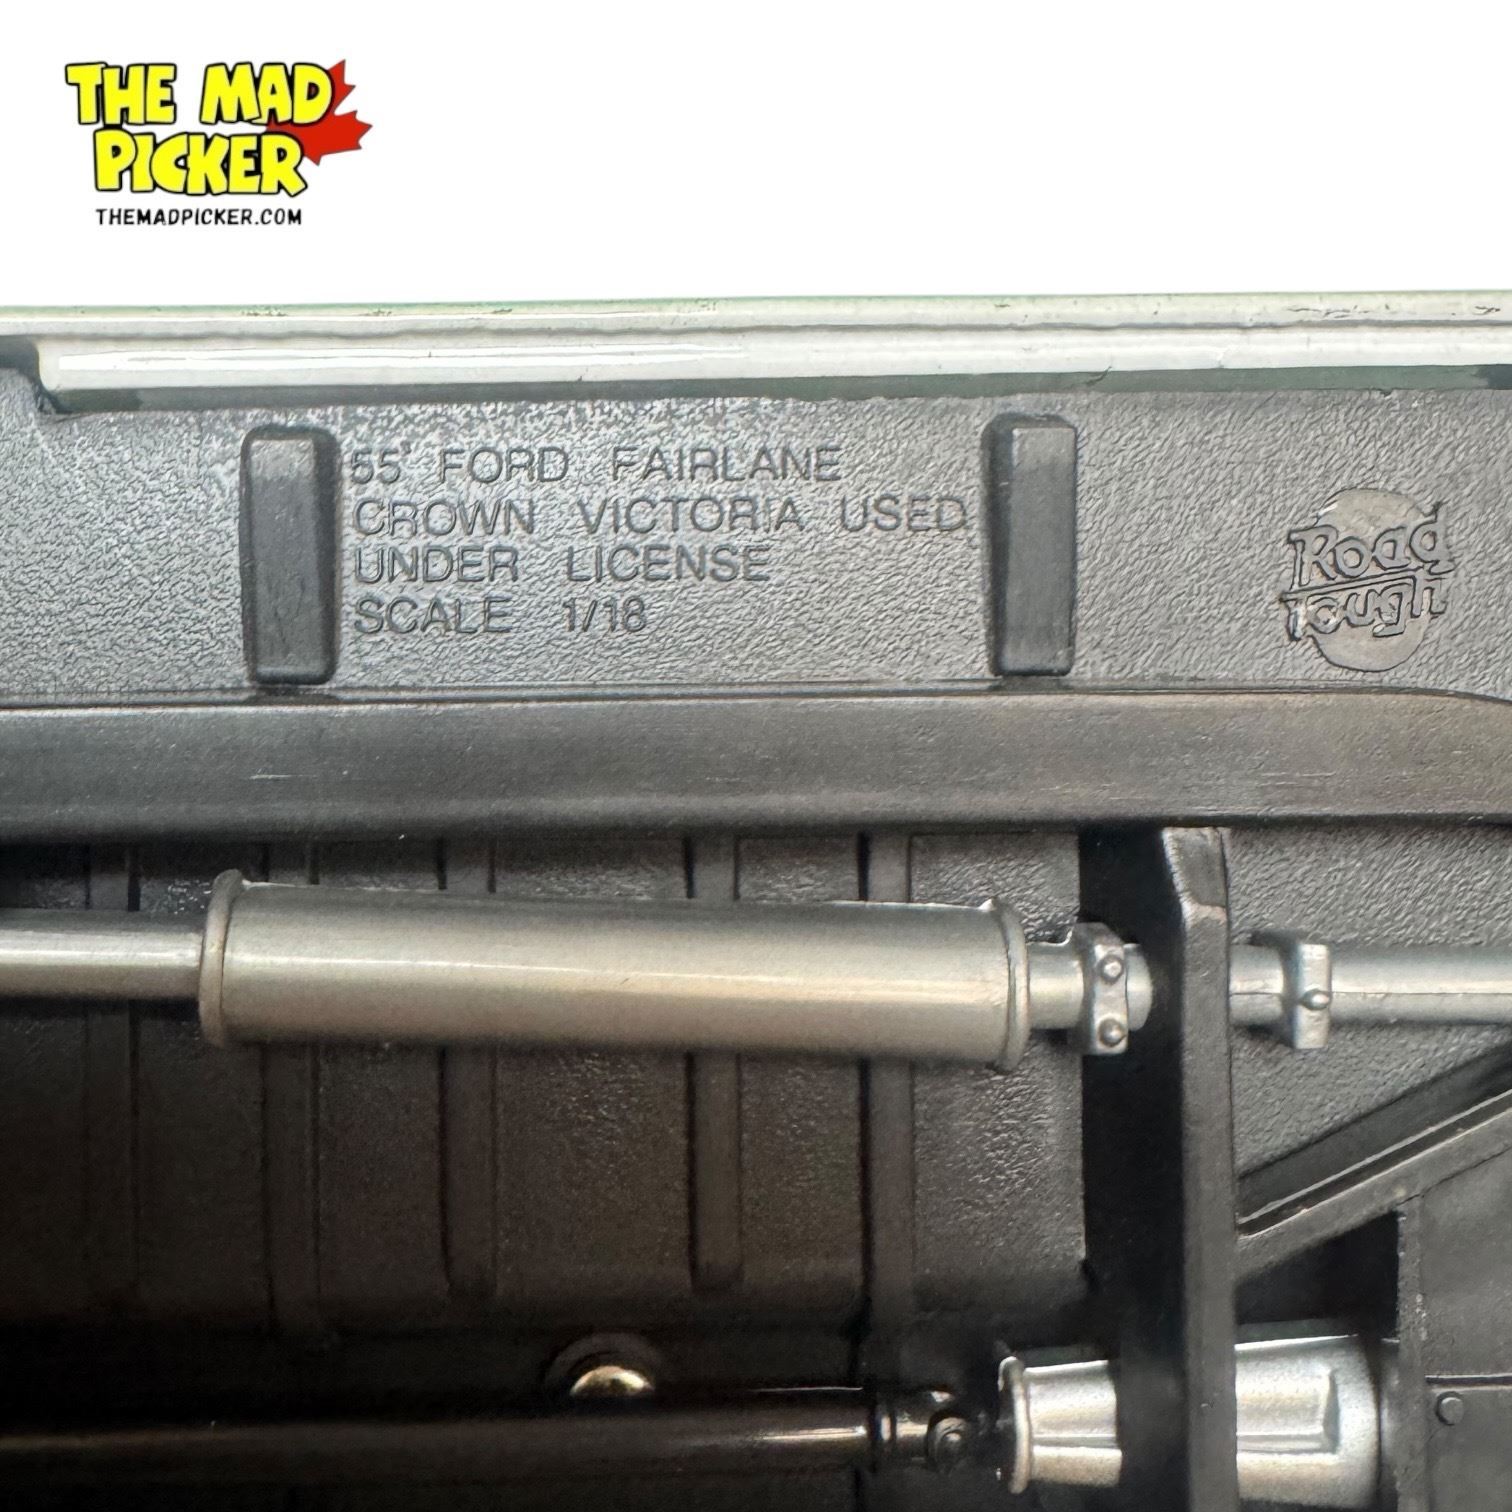 THE MAD
PICKER
THEMADPICKER.COM
55' FORD FAIRLANE
CROWN VICTORIA USED
UNDER LICENSE
SCALE 1/18
Road
tough